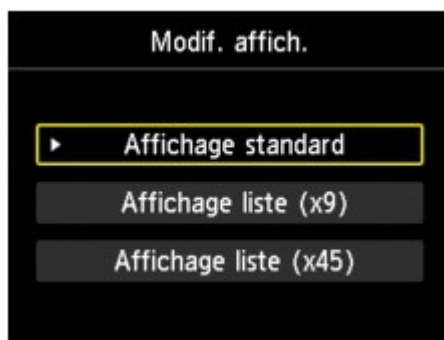 Modif. affich.
Affichage standard
Affichage liste (x9)
Affichage liste (x45)